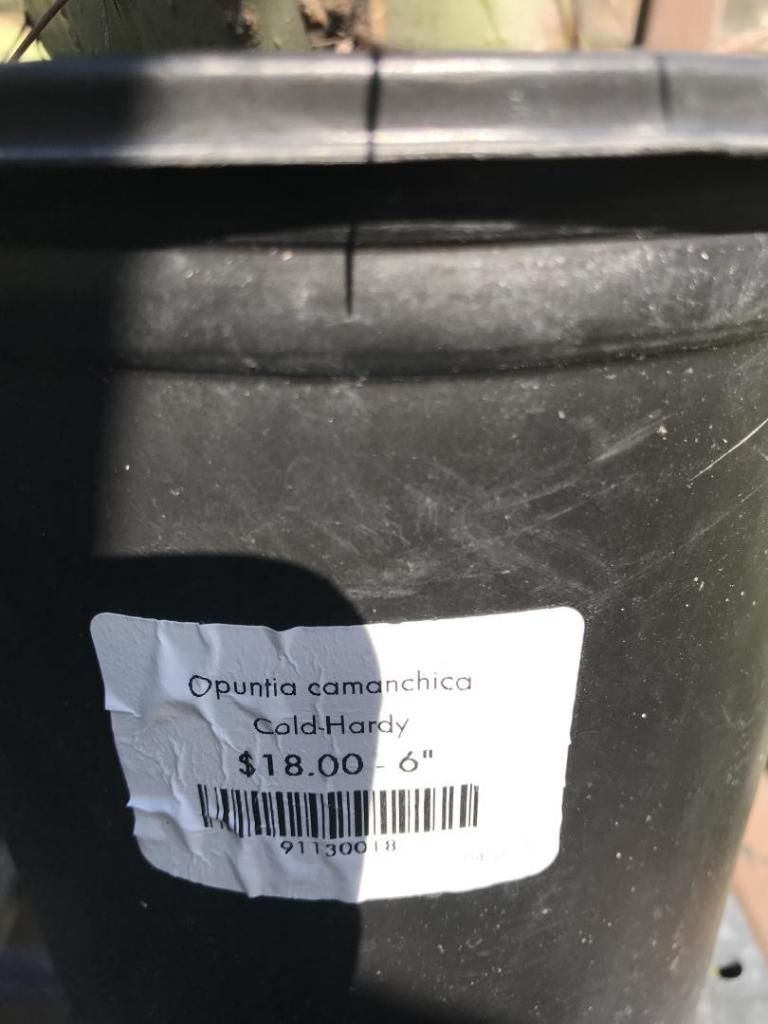 Opuntia camanchica
Cold-Hardy
$18.00 - 6"
91130018